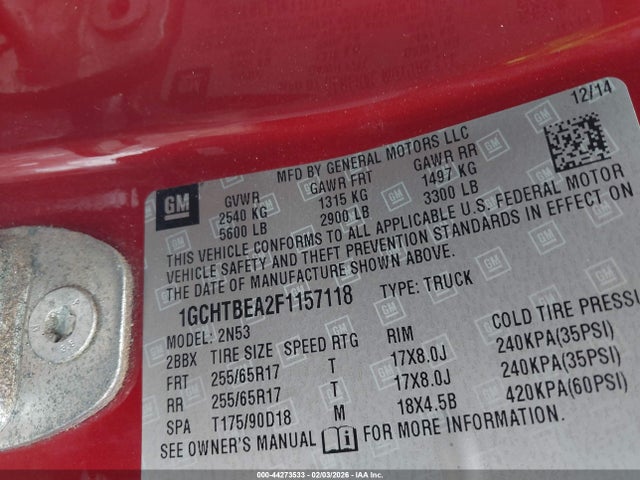 12/14
MFD BY GENERAL MOTORS LLC
GM
GVWR GAWR FRT GAWR RR
2540 KG 1315 KG 1497 KG
5600 LB 2900 LB 3300 LB
THIS VEHICLE CONFORMS TO ALL APPLICABLE U.S. FEDERAL MOTOR
VEHICLE SAFETY AND THEFT PREVENTION STANDARDS IN EFFECT ON
THE DATE OF MANUFACTURE SHOWN ABOVE.
1GCHTBEA2F1157118 TYPE: TRUCK
MODEL: 2N53
2BBX TIRE SIZE SPEED RTG RIM COLD TIRE PRESSU
FRT 255/65R17 T 17X8.0J 240KPA(35PSI)
RR 255/65R17 T 17X8.0J 240KPA(35PSI)
SPA T175/90D18 M 18X4.5B 420KPA(60PSI)
SEE OWNER'S MANUAL FOR MORE INFORMATION.
000-44273533 - 02/03/2026 - IAAI.COM